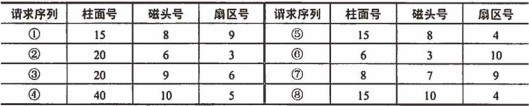 请求序列 柱面号 磁头号 扇区号 请求序列 柱面号 磁头号 扇区号
① 15 8 9 ⑤ 15 8 4
② 20 6 3 ⑥ 6 3 10
③ 20 9 6 ⑦ 8 7 9
④ 40 10 5 ⑧ 15 10 4